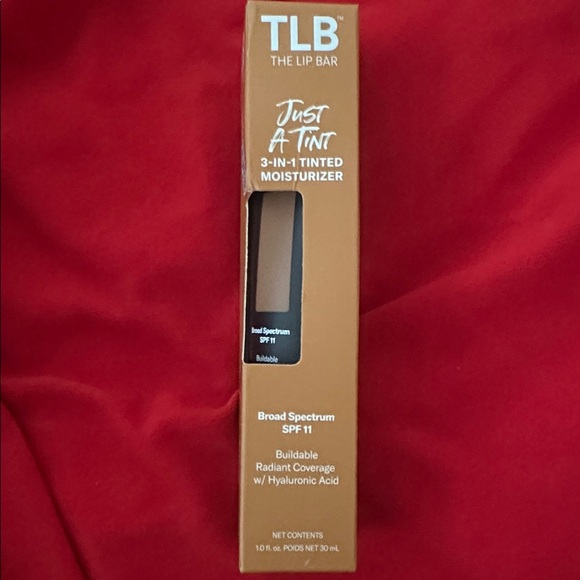 TLB™
THE LIP BAR
JUST
A TINT
3-IN-1 TINTED
MOISTURIZER
Broad Spectrum
SPF 11
Buildable
Broad Spectrum
SPF 11
Buildable
Radiant Coverage
w/ Hyaluronic Acid
NET CONTENTS
1.0 fl. oz. POIDS NET 30 mL